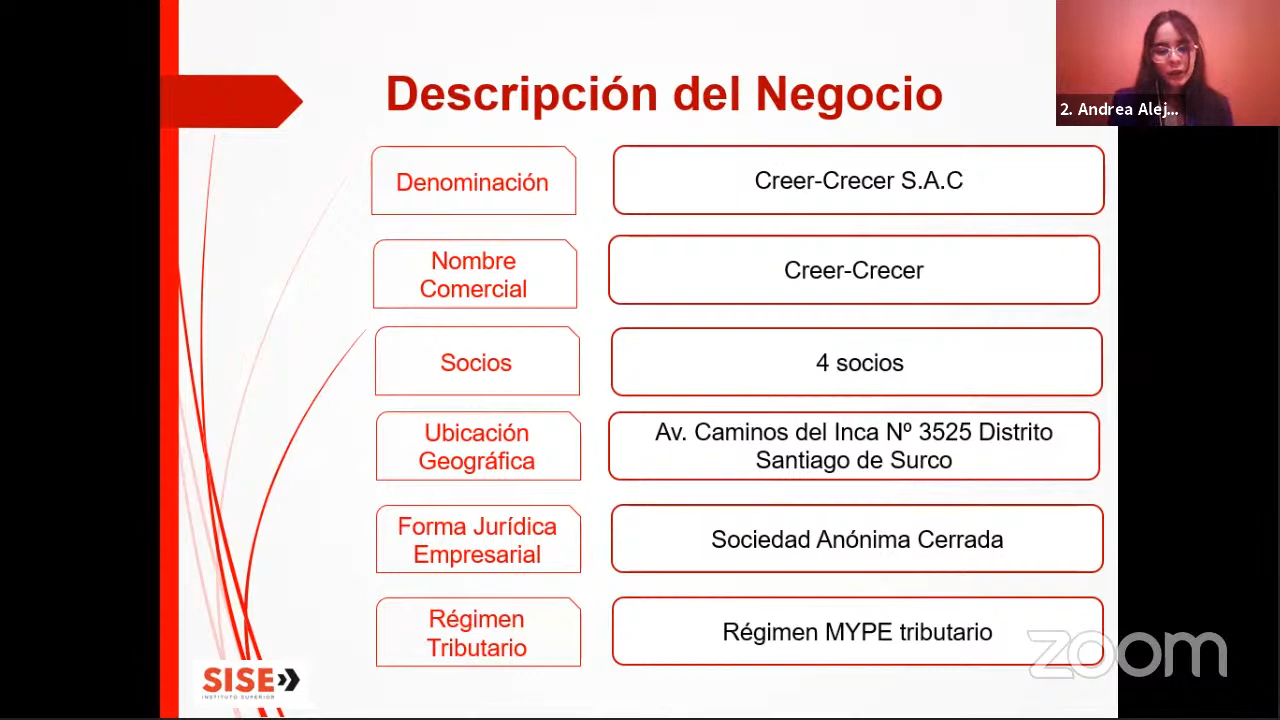 Descripción del Negocio
2. Andrea Alej...
Denominación
Creer-Crecer S.A.C
Nombre
Comercial
Creer-Crecer
Socios
4 socios
Ubicación
Geográfica
Av. Caminos del Inca Nº 3525 Distrito
Santiago de Surco
Forma Jurídica
Empresarial
Sociedad Anónima Cerrada
Régimen
Tributario
Régimen MYPE tributario
zoom
SISE
INSTITUTO SUPERIOR